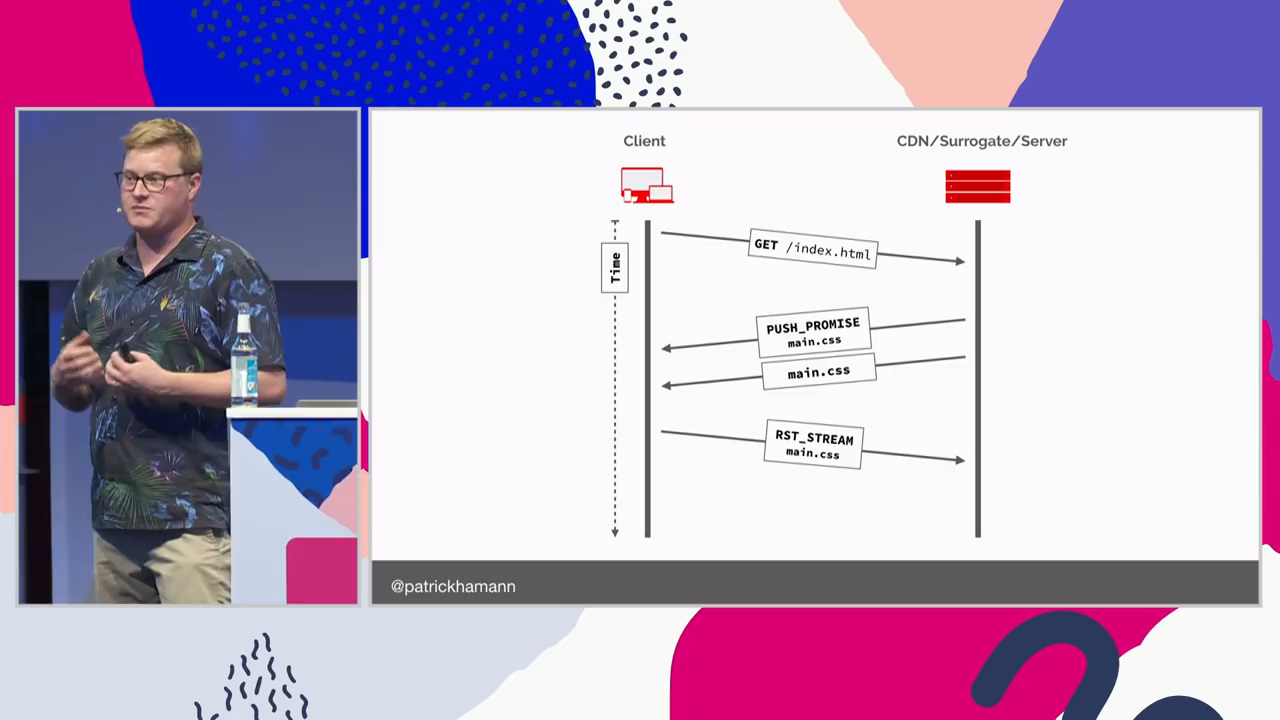 Client
CDN/Surrogate/Server
Time
GET /index.html
PUSH_PROMISE
main.css
main.css
RST_STREAM
main.css
@patrickhamann